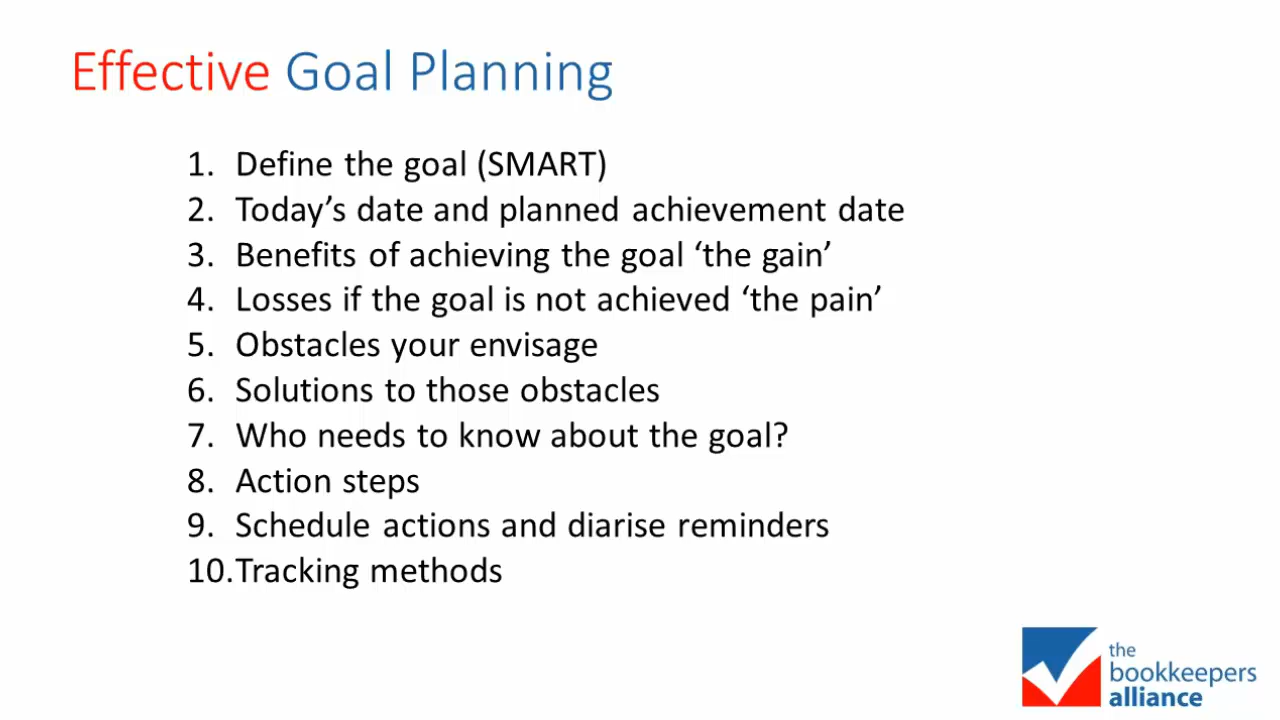 Effective Goal Planning
1. Define the goal (SMART)
2. Today’s date and planned achievement date
3. Benefits of achieving the goal ‘the gain’
4. Losses if the goal is not achieved ‘the pain’
5. Obstacles your envisage
6. Solutions to those obstacles
7. Who needs to know about the goal?
8. Action steps
9. Schedule actions and diarise reminders
10. Tracking methods
the
bookkeepers
alliance